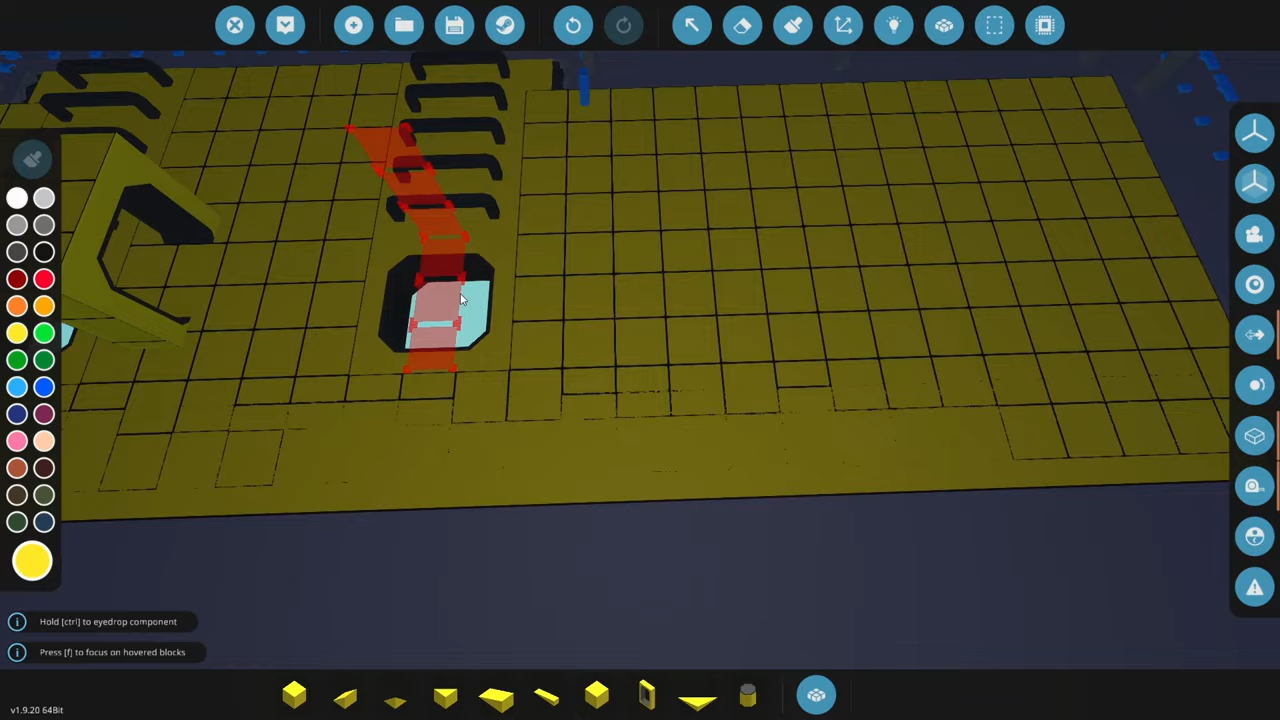 Hold [ctrl] to eyedrop component
Press [f] to focus on hovered blocks
v1.9.20 64Bit